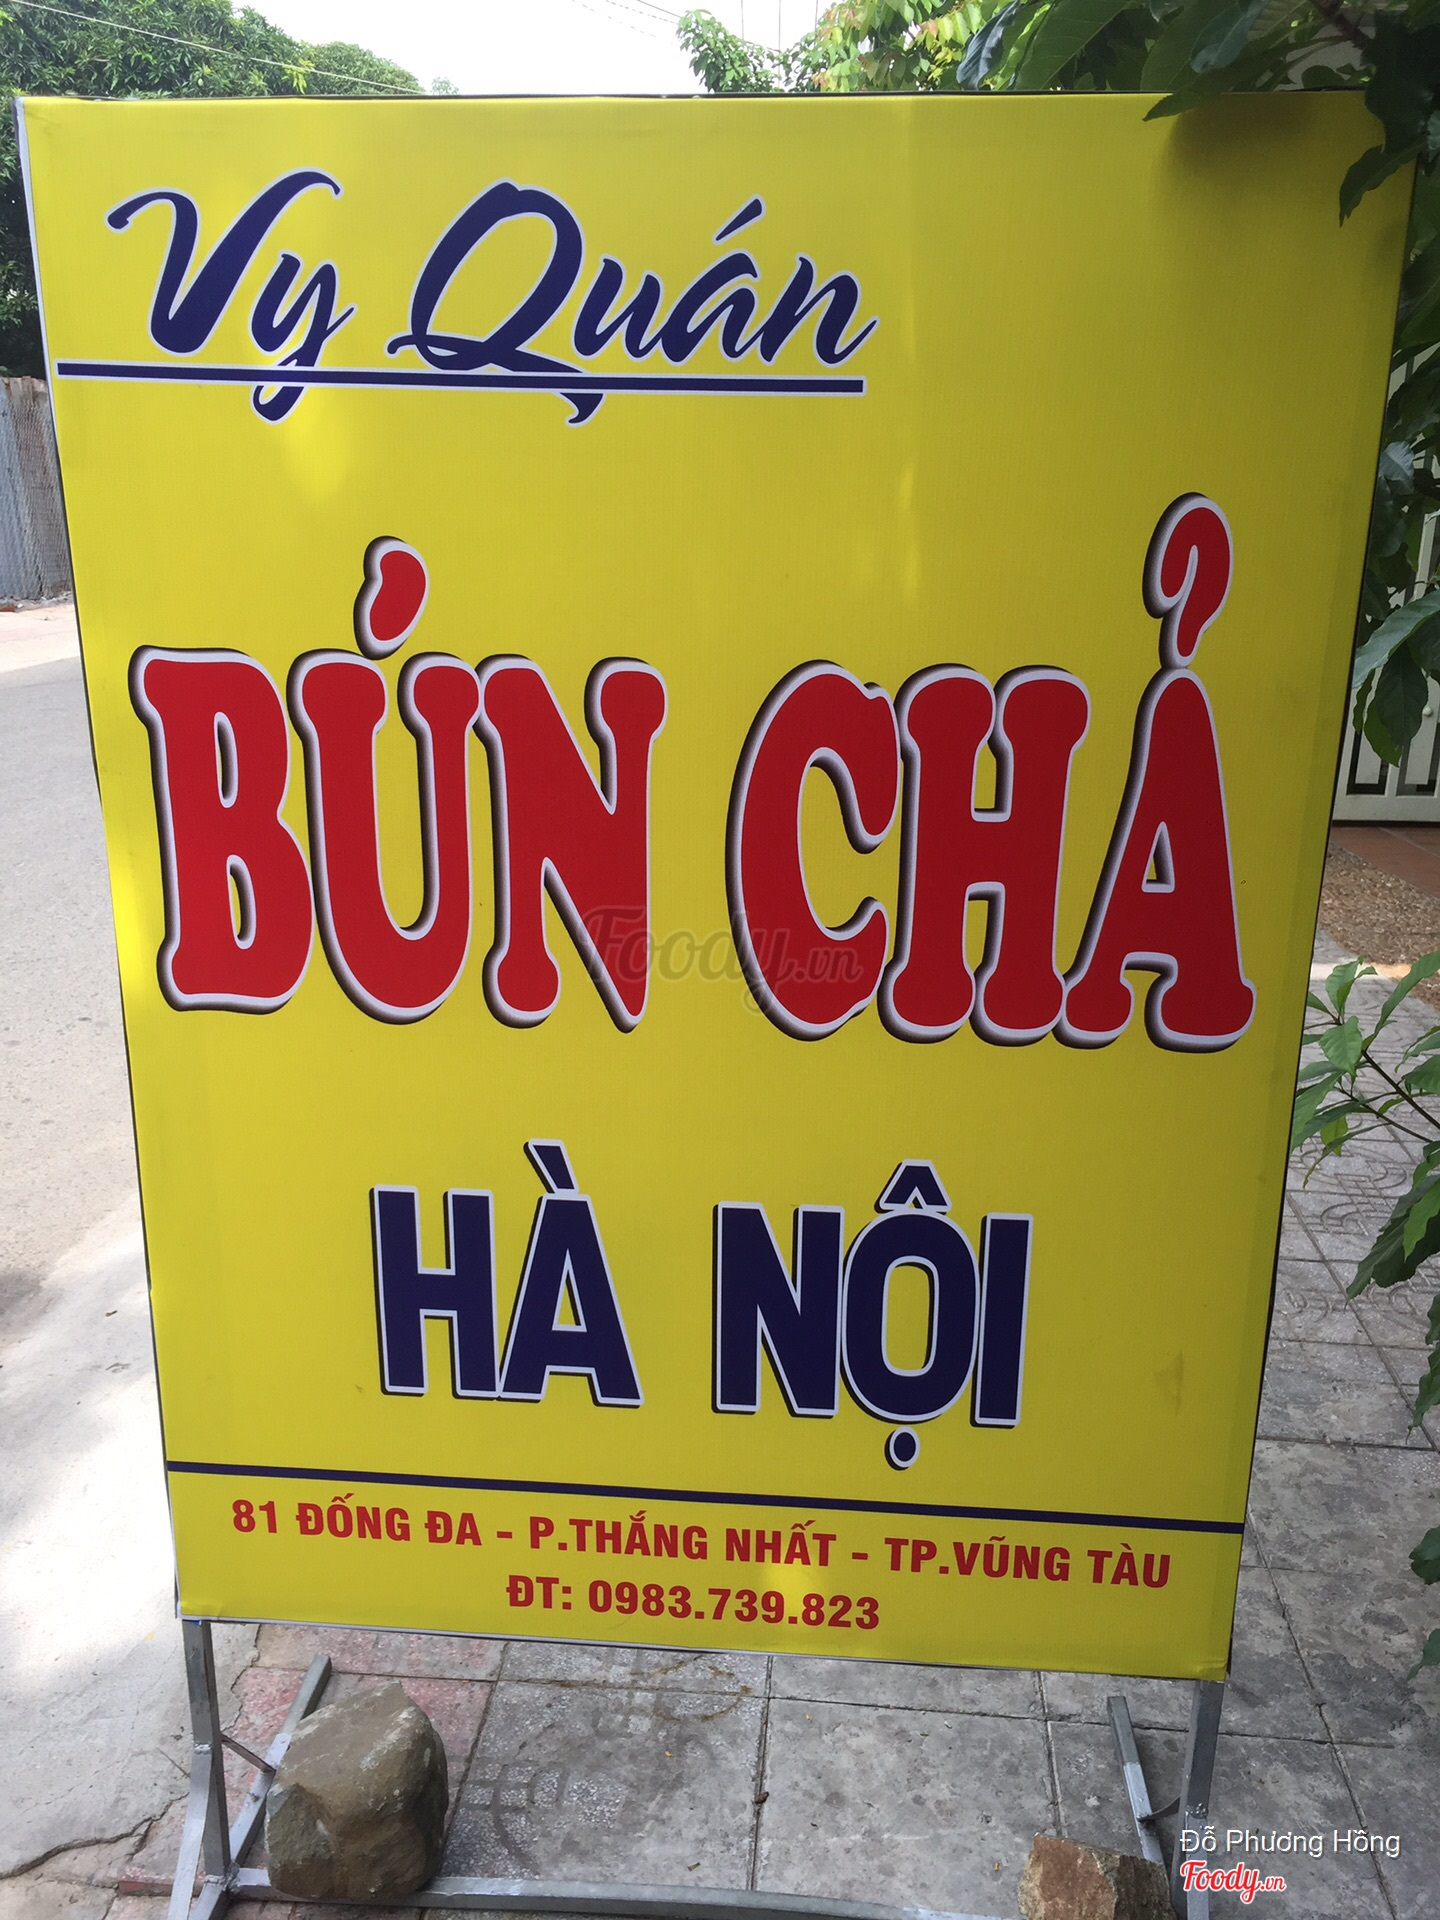 Vy Quán
BÚN CHẢ
Foody.vn
HÀ NỘI
81 ĐỐNG ĐA - P.THẮNG NHẤT - TP.VŨNG TÀU
ĐT: 0983.739.823
Đỗ Phương Hồng
Foody.vn